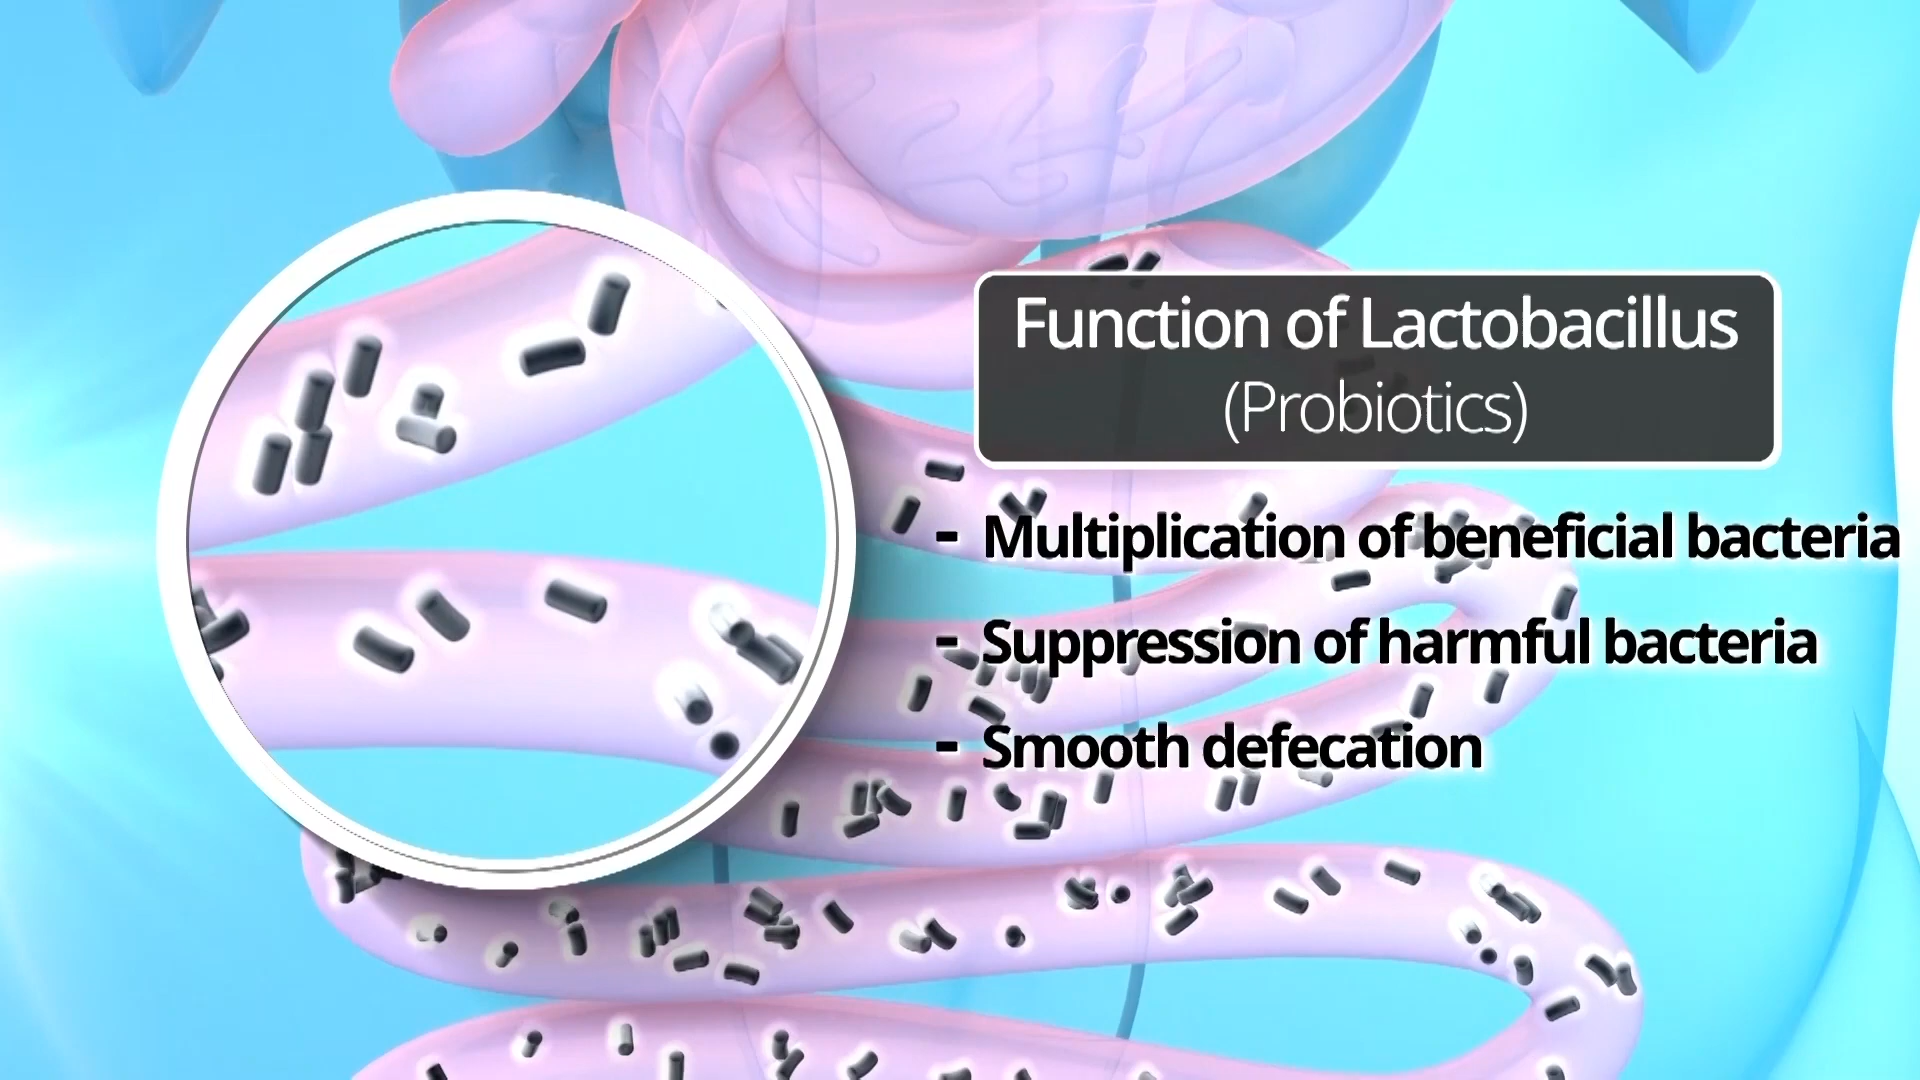 Function of Lactobacillus
(Probiotics)
- Multiplication of beneficial bacteria
- Suppression of harmful bacteria
- Smooth defecation